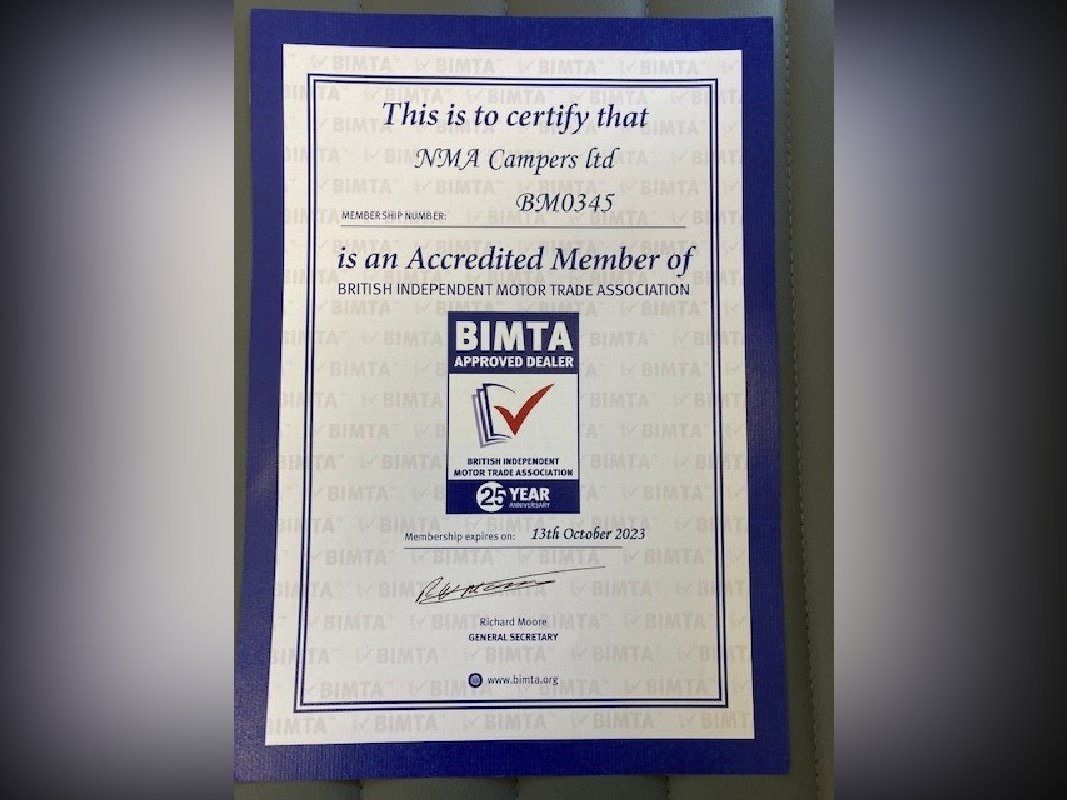 This is to certify that
NMA Campers ltd
BM0345
MEMBERSHIP NUMBER:
is an Accredited Member of
BRITISH INDEPENDENT MOTOR TRADE ASSOCIATION
BIMTA
APPROVED DEALER
BRITISH INDEPENDENT
MOTOR TRADE ASSOCIATION
25 YEAR
ANNIVERSARY
Membership expires on: 13th October 2023
Richard Moore
GENERAL SECRETARY
www.bimta.org